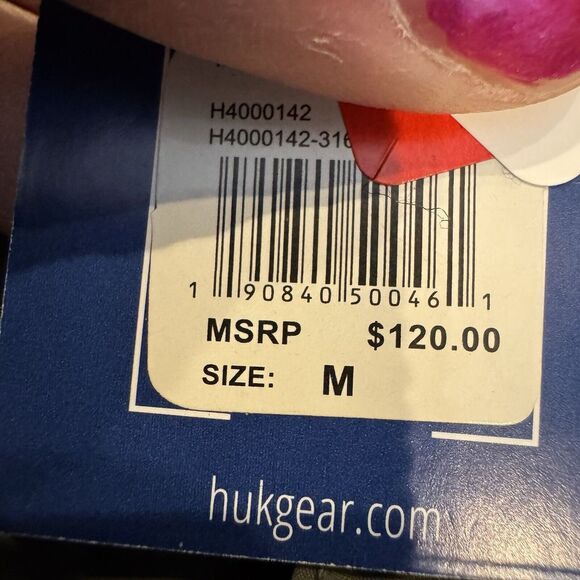 H4000142
H4000142-316
1 90840 50046 1
MSRP $120.00
SIZE: M
hukgear.com